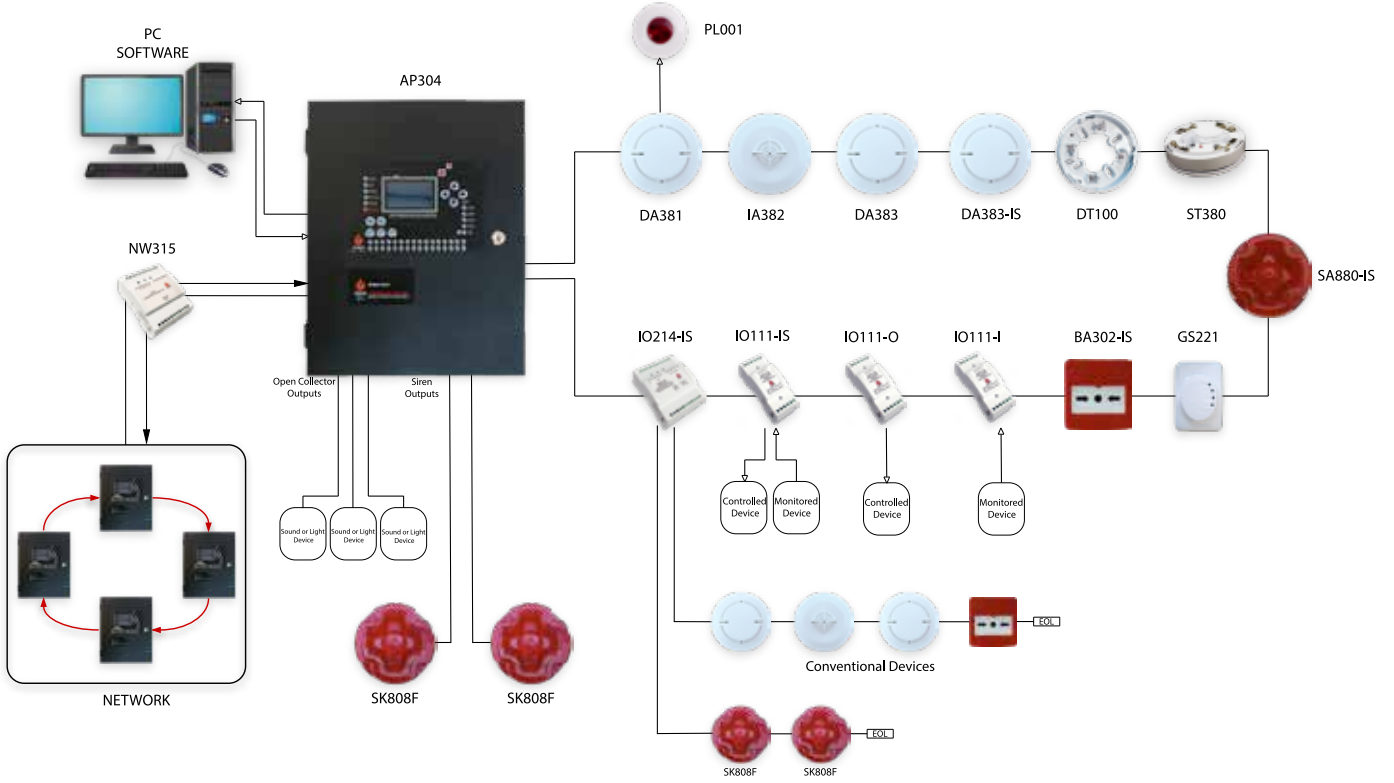 PL001
PC
SOFTWARE
AP304
DA381
IA382
DA383
DA383-IS
DT100
ST380
NW315
SA880-IS
IO214-IS
IO111-IS
IO111-O
IO111-I
BA302-IS
GS221
Open Collector
Outputs
Siren
Outputs
Controlled
Device
Monitored
Device
Controlled
Device
Monitored
Device
Sound or Light
Device
Sound or Light
Device
Sound or Light
Device
EOL
Conventional Devices
SK808F
SK808F
NETWORK
EOL
SK808F
SK808F